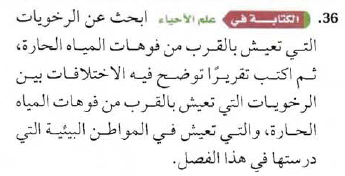 36. الكتابة في علم الأحياء ابحث عن الرخويات
التي تعيش بالقرب من فوهات المياه الحارة،
ثم اكتب تقريرًا توضح فيه الاختلافات بين
الرخويات التي تعيش بالقرب من فوهات المياه
الحارة، والتي تعيش في المواطن البيئية التي
درستها في هذا الفصل.